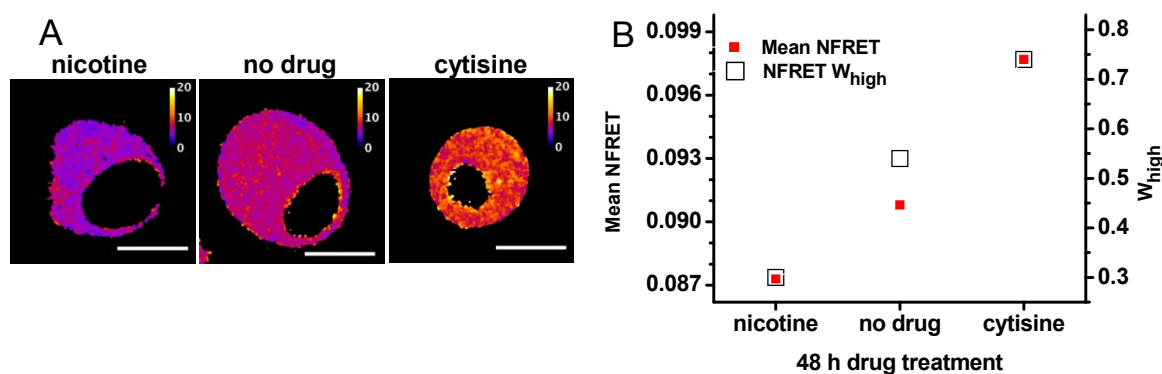 A
nicotine
no drug
cytisine
20
10
0
20
10
0
20
10
0
B
Mean NFRET
NFRET Whigh
0.099
0.096
0.093
0.090
0.087
Mean NFRET
0.8
0.7
0.6
0.5
0.4
0.3
Whigh
nicotine
no drug
cytisine
48 h drug treatment